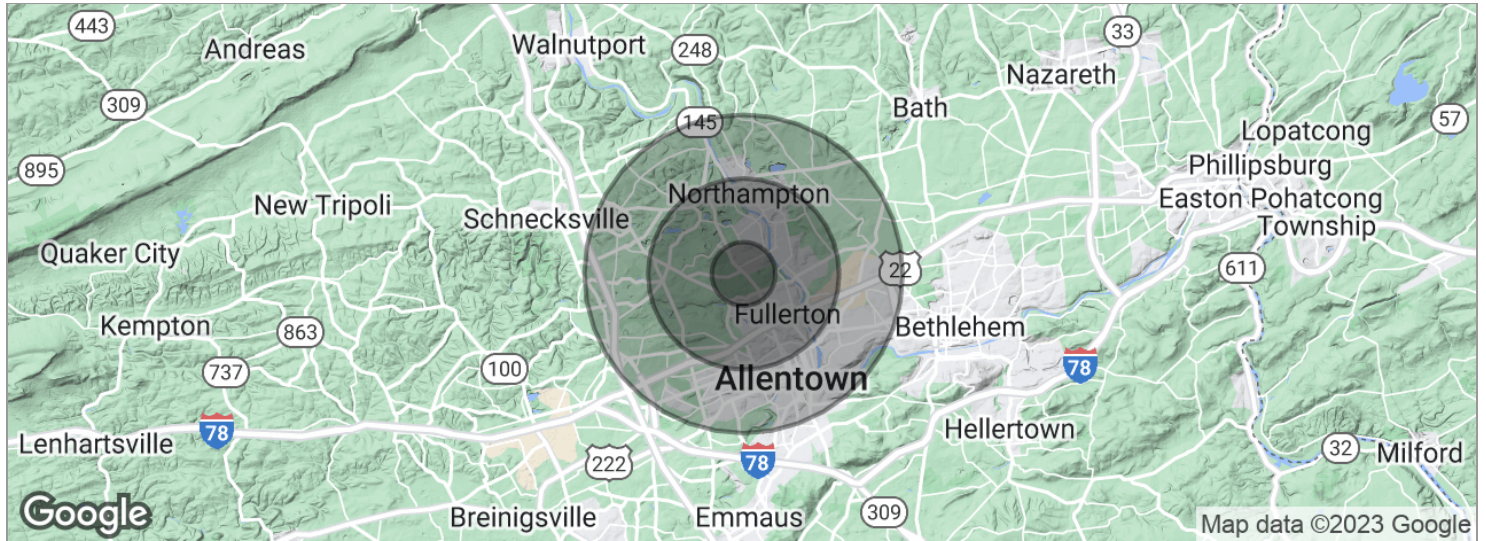 443
Andreas
Walnutport
248
33
Nazareth
309
Bath
145
57
Lopatcong
895
Phillipsburg
Northampton
Easton Pohatcong
New Tripoli
Schnecksville
Township
Quaker City
22
611
Kempton
863
Fullerton
Bethlehem
737
100
Allentown
78
78
Lenhartsville
Hellertown
32
Milford
222
78
Google
Breinigsville
Emmaus
309
Map data ©2023 Google